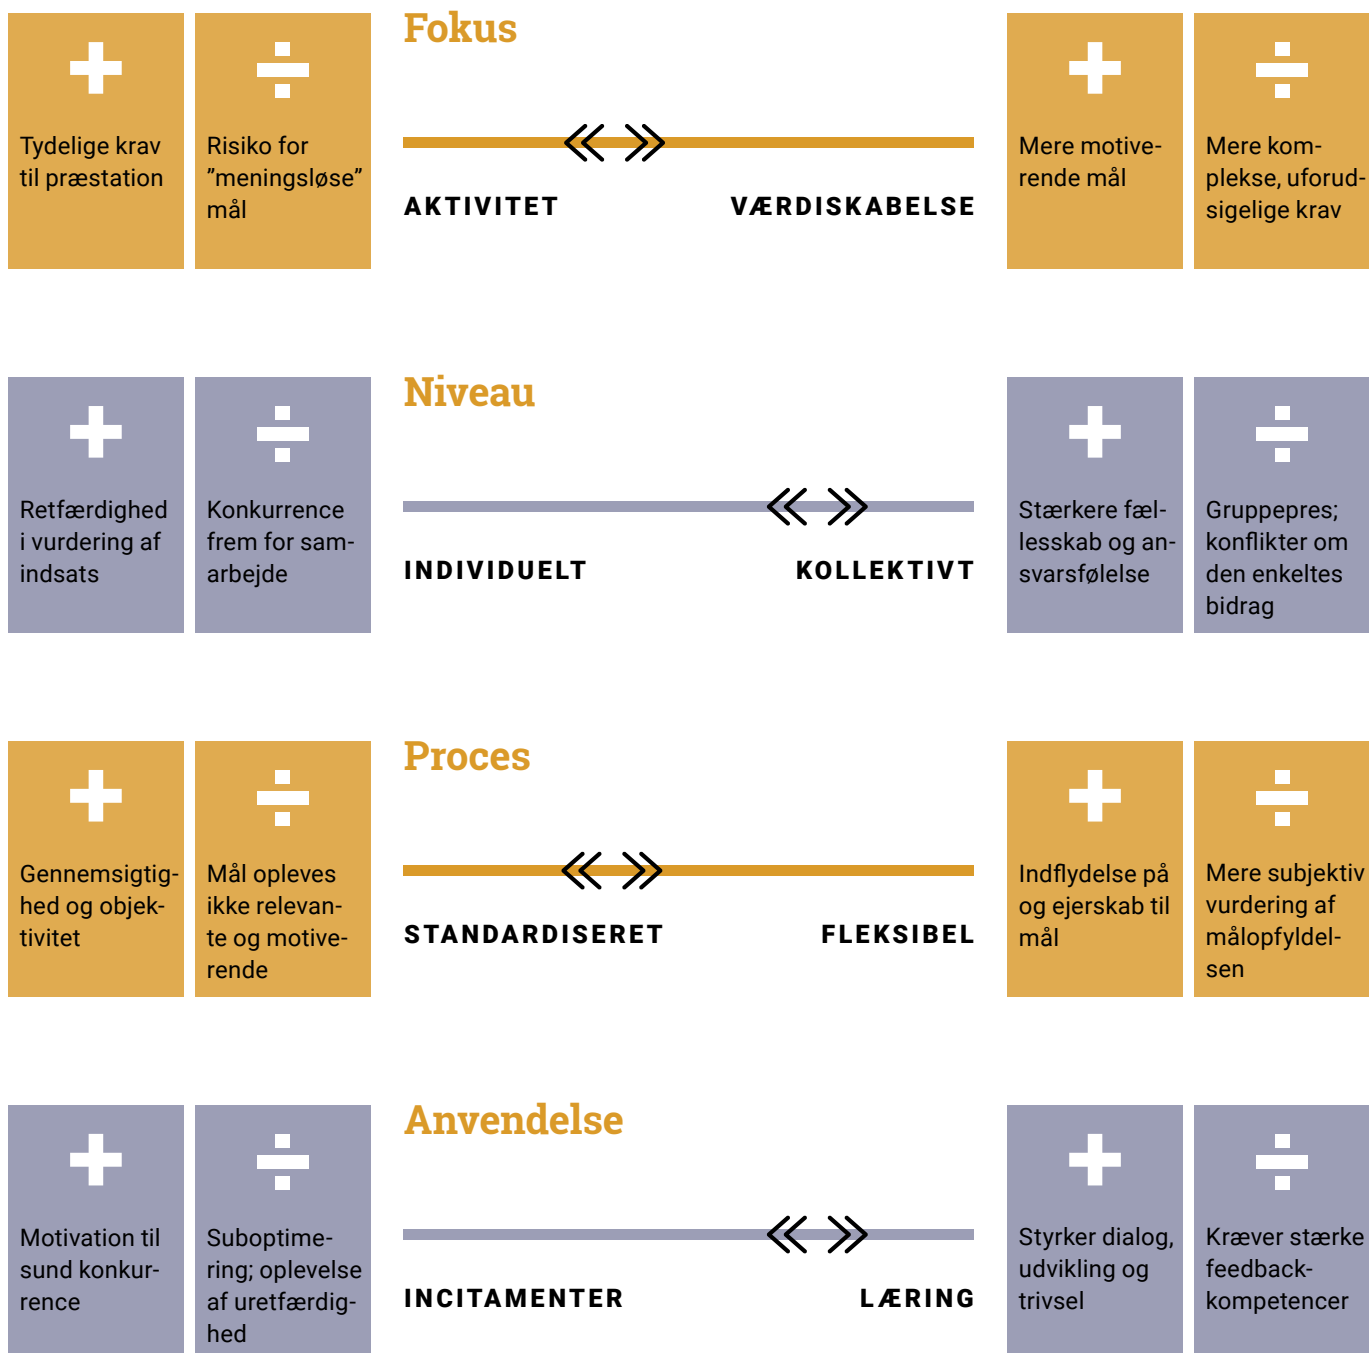 Fokus
Tydelige krav
til præstation
Risiko for
”meningsløse”
mål
AKTIVITET
VÆRDISKABELSE
Mere motive-
rende mål
Mere kom-
plekse, uforud-
sigelige krav
Niveau
Retfærdighed
i vurdering af
indsats
Konkurrence
frem for sam-
arbejde
INDIVIDUELT
KOLLEKTIVT
Stærkere fæl-
lesskab og an-
svarsfølelse
Gruppepres;
konflikter om
den enkeltes
bidrag
Proces
Gennemsigtig-
hed og objek-
tivitet
Mål opleves
ikke relevan-
te og motive-
rende
STANDARDISERET
FLEKSIBEL
Indflydelse på
og ejerskab til
mål
Mere subjektiv
vurdering af
målopfyldel-
sen
Anvendelse
Motivation til
sund konkur-
rence
Suboptime-
ring; oplevelse
af uretfærdig-
hed
INCITAMENTER
LÆRING
Styrker dialog,
udvikling og
trivsel
Kræver stærke
feedback-
kompetencer